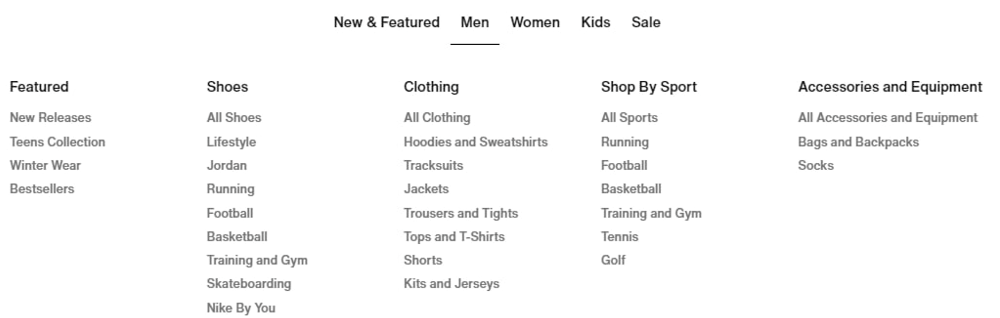 New & Featured Men Women Kids Sale
Featured
New Releases
Teens Collection
Winter Wear
Bestsellers
Shoes
All Shoes
Lifestyle
Jordan
Running
Football
Basketball
Training and Gym
Skateboarding
Nike By You
Clothing
All Clothing
Hoodies and Sweatshirts
Tracksuits
Jackets
Trousers and Tights
Tops and T-Shirts
Shorts
Kits and Jerseys
Shop By Sport
All Sports
Running
Football
Basketball
Training and Gym
Tennis
Golf
Accessories and Equipment
All Accessories and Equipment
Bags and Backpacks
Socks